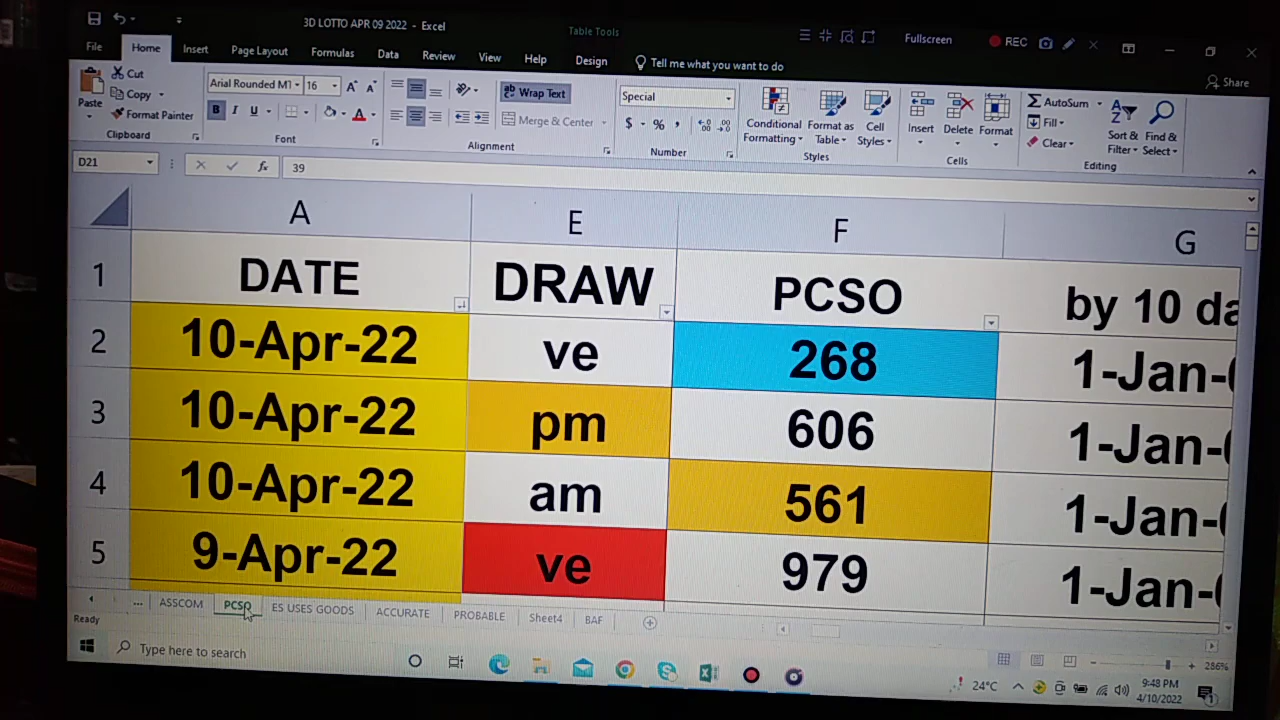 3D LOTTO APR 09 2022 - Excel
Table Tools
Fullscreen
REC
File Home Insert Page Layout Formulas Data Review View Help Design Tell me what you want to do
Share
Paste
Cut
Copy
Format Painter
Clipboard
Arial Rounded MT 16
B I U
A
Font
ab Wrap Text
Merge & Center
Alignment
Special
$ % ,
Number
Conditional Formatting
Format as Table
Cell Styles
Styles
Insert Delete Format
Cells
AutoSum
Fill
Clear
Sort & Filter
Find & Select
Editing
D21 fx 39
A E F G
1 DATE DRAW PCSO by 10 da
2 10-Apr-22 ve 268 1-Jan-
3 10-Apr-22 pm 606 1-Jan-
4 10-Apr-22 am 561 1-Jan-
5 9-Apr-22 ve 979 1-Jan-
... ASSCOM PCSO ES USES GOODS ACCURATE PROBABLE Sheet4 BAF
Ready
286%
Type here to search
24°C
9:48 PM
4/10/2022
1